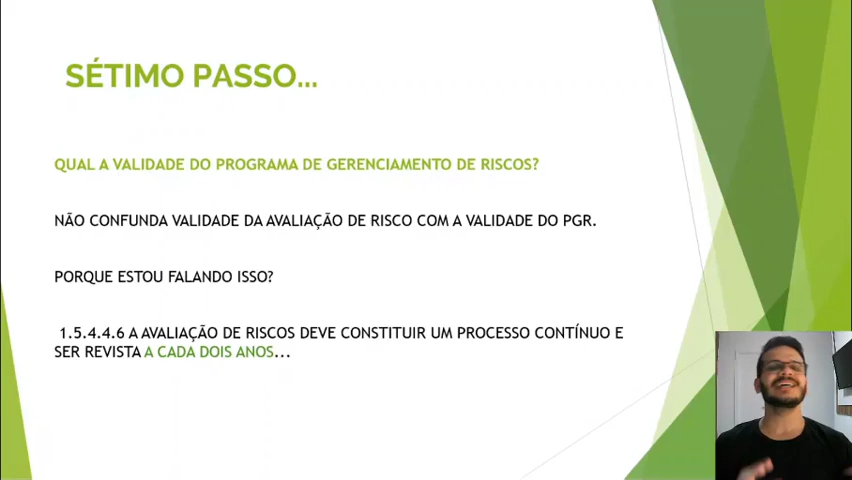 SÉTIMO PASSO...
QUAL A VALIDADE DO PROGRAMA DE GERENCIAMENTO DE RISCOS?
NÃO CONFUNDA VALIDADE DA AVALIAÇÃO DE RISCO COM A VALIDADE DO PGR.
PORQUE ESTOU FALANDO ISSO?
1.5.4.4.6 A AVALIAÇÃO DE RISCOS DEVE CONSTITUIR UM PROCESSO CONTÍNUO E
SER REVISTA A CADA DOIS ANOS...